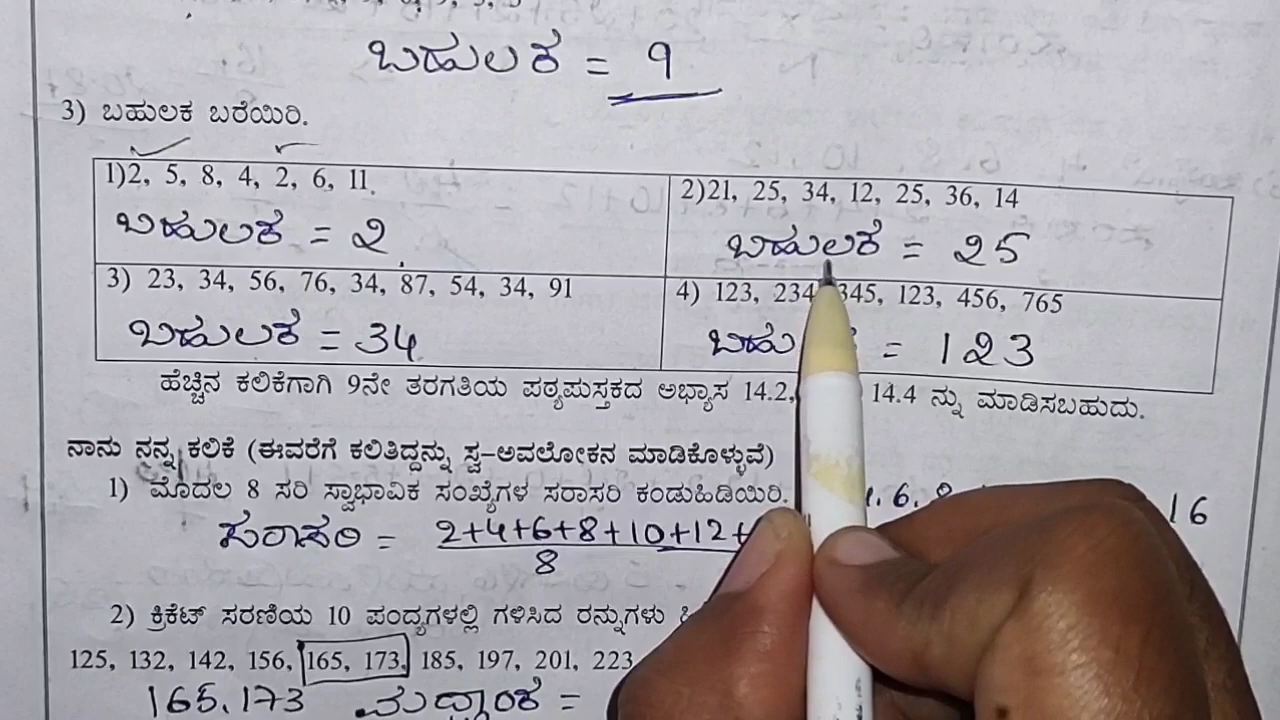 ಬಹುಲಕ = 9
3) ಬಹುಲಕ ಬರೆಯಿರಿ.
1)2, 5, 8, 4, 2, 6, 11.
ಬಹುಲಕ = 2
2)21, 25, 34, 12, 25, 36, 14
ಬಹುಲಕ = 25
3) 23, 34, 56, 76, 34, 87, 54, 34, 91
ಬಹುಲಕ = 34
4) 123, 234, 345, 123, 456, 765
= 123
ಹೆಚ್ಚಿನ ಕಲಿಕೆಗಾಗಿ 9ನೇ ತರಗತಿಯ ಪಠ್ಯಪುಸ್ತಕದ ಅಭ್ಯಾಸ 14.2, 14.4 ನ್ನು ಮಾಡಿಸಬಹುದು.
ನಾನು ನನ್ನ ಕಲಿಕೆ (ಈವರೆಗೆ ಕಲಿತಿದ್ದನ್ನು ಸ್ವ-ಅವಲೋಕನ ಮಾಡಿಕೊಳ್ಳುವೆ)
1) ಮೊದಲ 8 ಸರಿ ಸ್ವಾಭಾವಿಕ ಸಂಖ್ಯೆಗಳ ಸರಾಸರಿ ಕಂಡುಹಿಡಿಯಿರಿ. 6. 8 16
ಸರಾಸರಿ = 2+4+6+8+10+12+
8
2) ಕ್ರಿಕೆಟ್ ಸರಣಿಯ 10 ಪಂದ್ಯಗಳಲ್ಲಿ ಗಳಿಸಿದ ರನ್ನುಗಳು
125, 132, 142, 156, 165, 173, 185, 197, 201, 223
165.173 ಮಧ್ಯಾಂಕ =